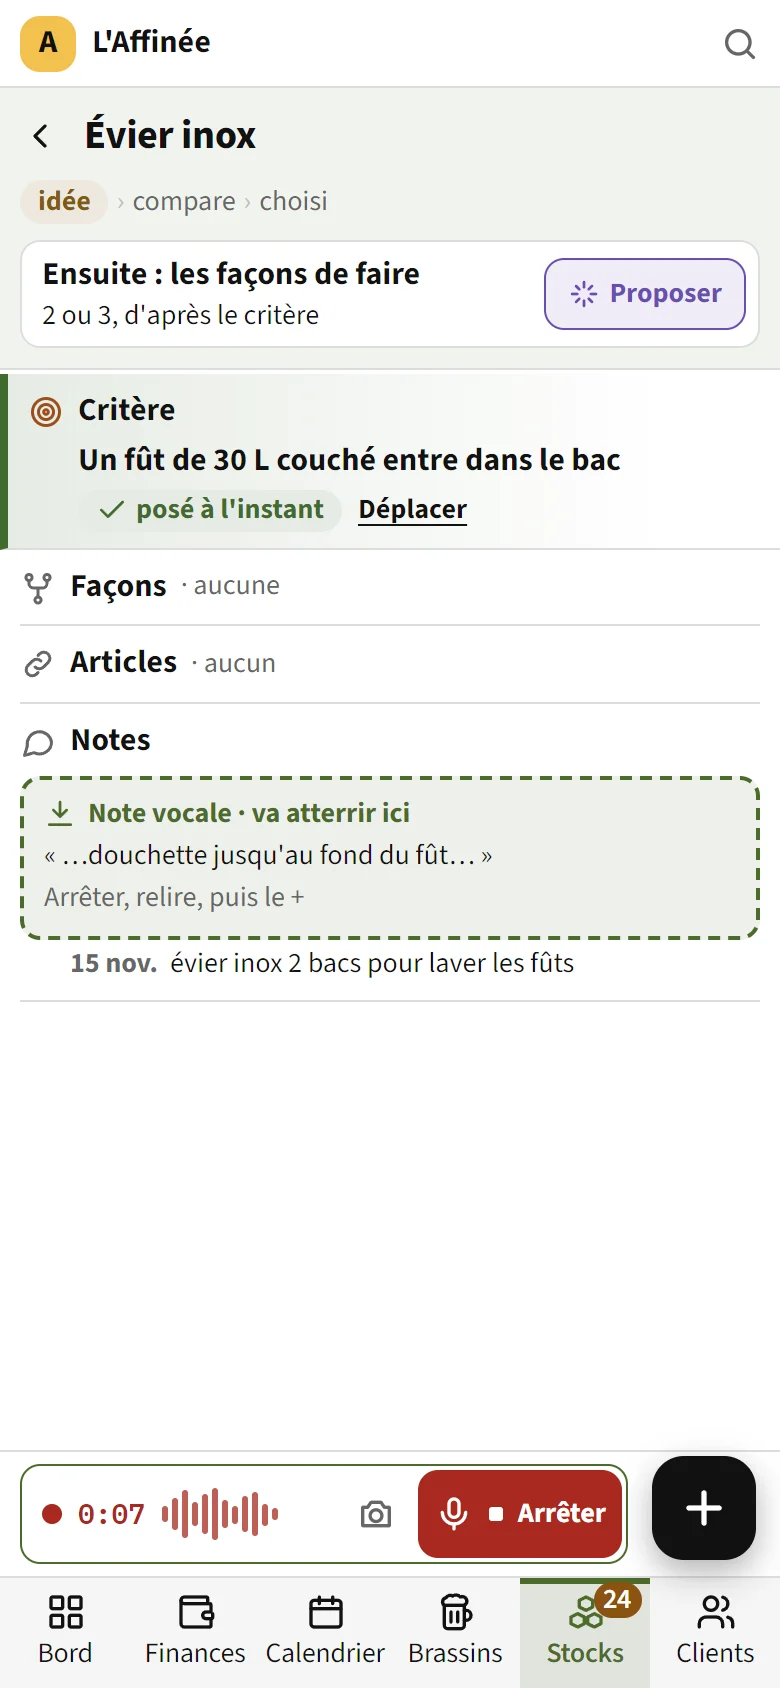 A L'Affinée
Évier inox
idée › compare › choisi
Ensuite : les façons de faire
2 ou 3, d'après le critère
Proposer
Critère
Un fût de 30 L couché entre dans le bac
posé à l'instant Déplacer
Façons · aucune
Articles · aucun
Notes
Note vocale · va atterrir ici
« …douchette jusqu'au fond du fût… »
Arrêter, relire, puis le +
15 nov. évier inox 2 bacs pour laver les fûts
0:07 Arrêter
24
Bord Finances Calendrier Brassins Stocks Clients